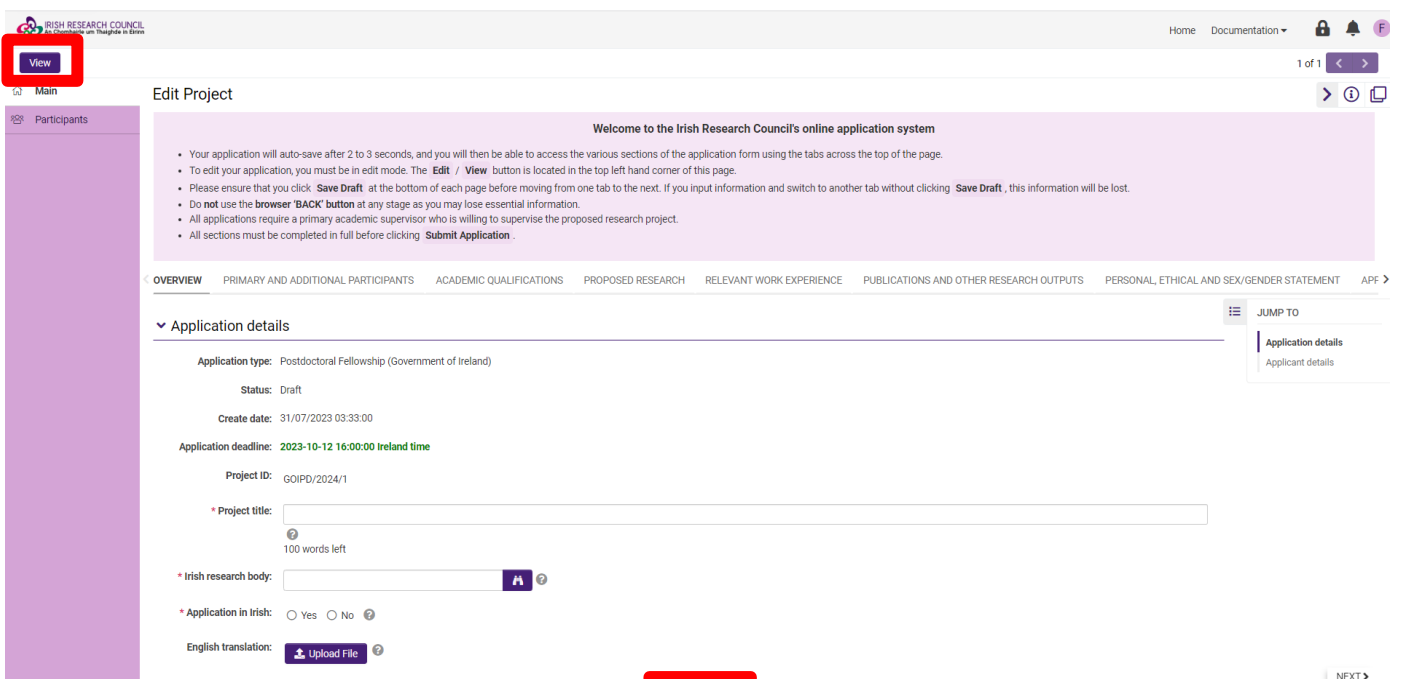 IRISH RESEARCH COUNCIL
An Chomhairle um Thaighde in Éirinn
Home Documentation F
View
1 of 1
Main
Participants
Edit Project
Welcome to the Irish Research Council's online application system
• Your application will auto-save after 2 to 3 seconds, and you will then be able to access the various sections of the application form using the tabs across the top of the page.
• To edit your application, you must be in edit mode. The Edit / View button is located in the top left hand corner of this page.
• Please ensure that you click Save Draft at the bottom of each page before moving from one tab to the next. If you input information and switch to another tab without clicking Save Draft , this information will be lost.
• Do not use the browser ‘BACK’ button at any stage as you may lose essential information.
• All applications require a primary academic supervisor who is willing to supervise the proposed research project.
• All sections must be completed in full before clicking Submit Application .
OVERVIEW PRIMARY AND ADDITIONAL PARTICIPANTS ACADEMIC QUALIFICATIONS PROPOSED RESEARCH RELEVANT WORK EXPERIENCE PUBLICATIONS AND OTHER RESEARCH OUTPUTS PERSONAL, ETHICAL AND SEX/GENDER STATEMENT
JUMP TO
Application details
Applicant details
Application details
Application type: Postdoctoral Fellowship (Government of Ireland)
Status: Draft
Create date: 31/07/2023 03:33:00
Application deadline: 2023-10-12 16:00:00 Ireland time
Project ID: GOIPD/2024/1
* Project title:
100 words left
* Irish research body:
* Application in Irish: Yes No
English translation: Upload File
NEXT